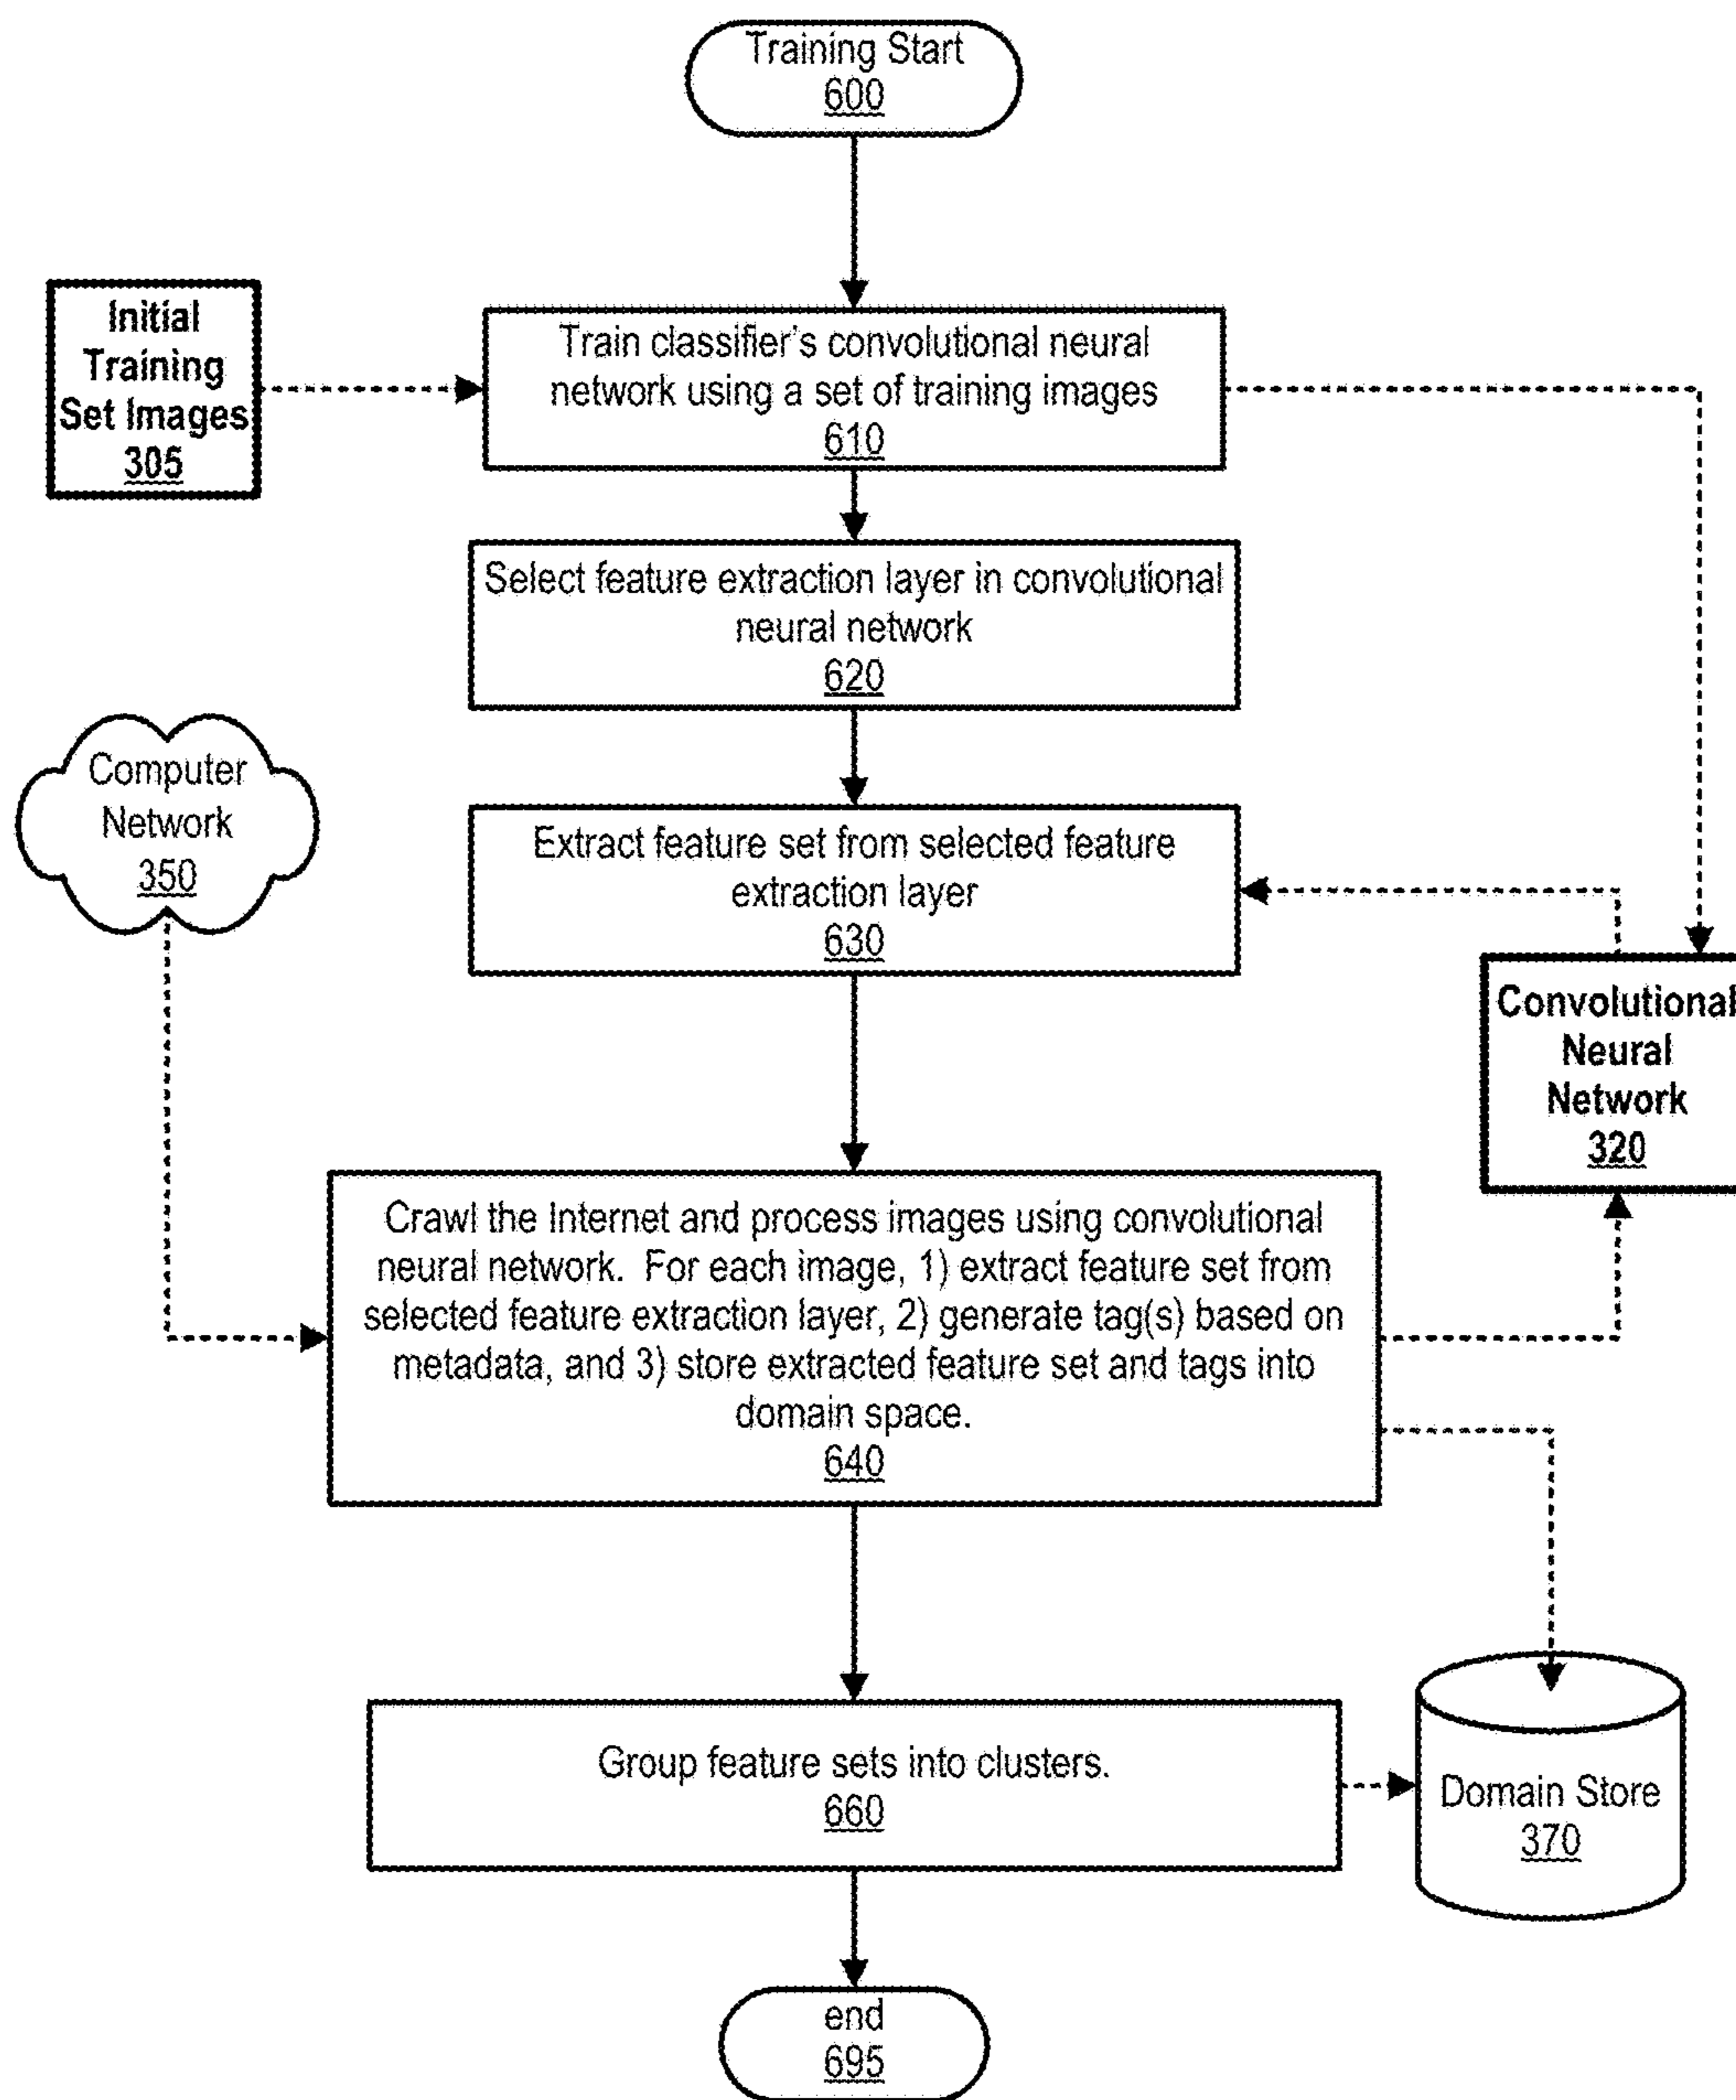 Training Start
600
Initial
Training
Set Images
305
Train classifier's convolutional neural
network using a set of training images
610
Select feature extraction layer in convolutional
neural network
620
Computer
Network
350
Extract feature set from selected feature
extraction layer
630
Convolutional
Neural
Network
320
Crawl the Internet and process images using convolutional
neural network. For each image, 1) extract feature set from
selected feature extraction layer, 2) generate tag(s) based on
metadata, and 3) store extracted feature set and tags into
domain space.
640
Group feature sets into clusters.
660
Domain Store
370
end
695